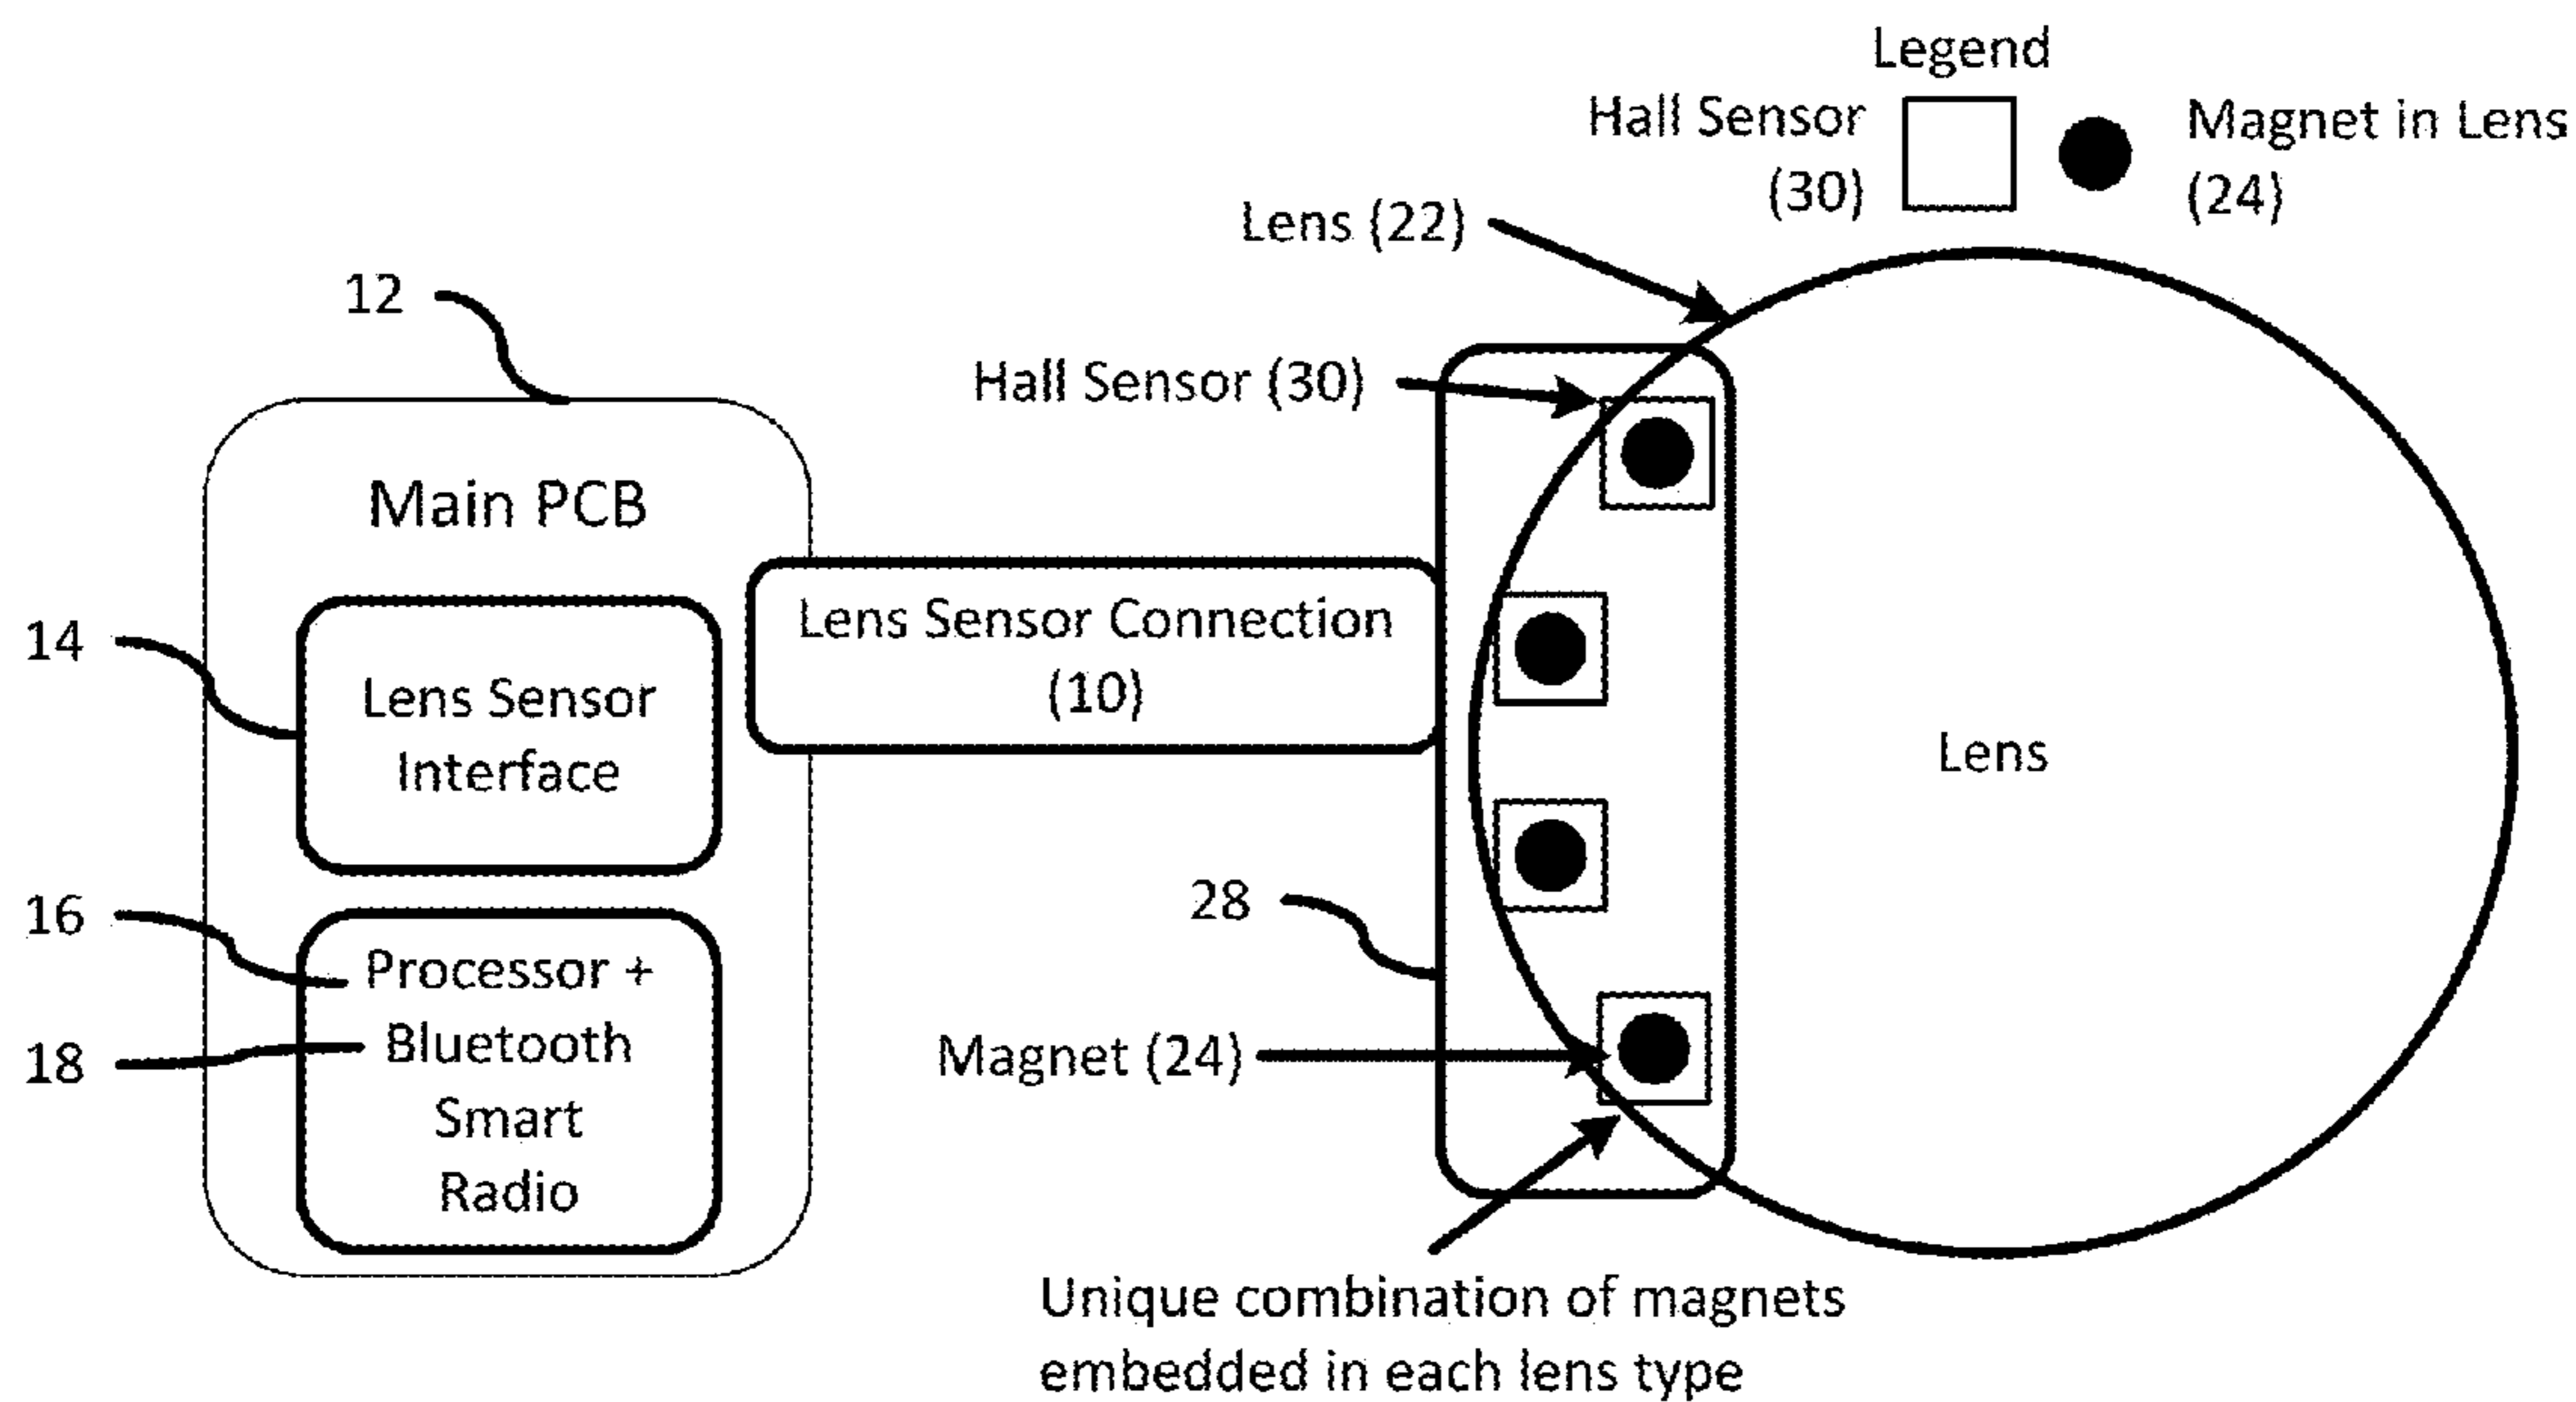 Legend
Hall Sensor
(30)
Magnet in Lens
(24)
Lens (22)
12
Hall Sensor (30)
Main PCB
Lens Sensor Connection
(10)
14
Lens Sensor
Interface
Lens
28
16
Processor +
18
Bluetooth
Smart
Radio
Magnet (24)
Unique combination of magnets
embedded in each lens type